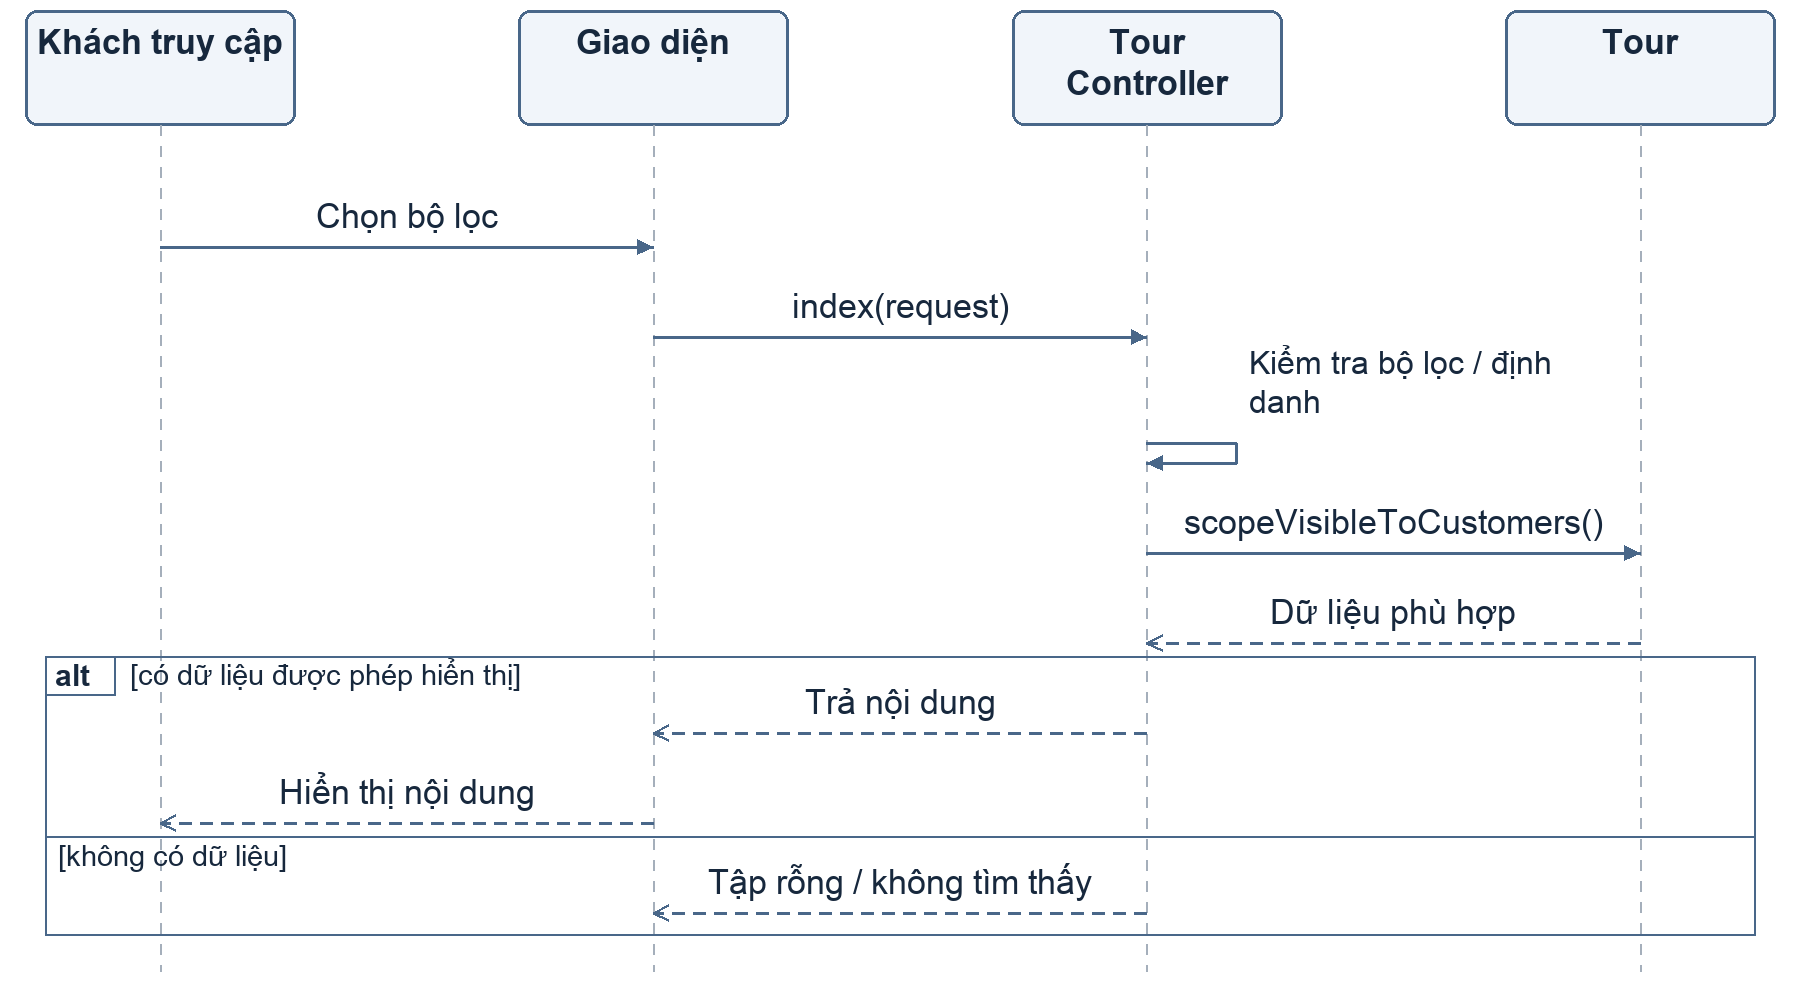 Khách truy cập
Giao diện
Tour
Controller
Tour
Chọn bộ lọc
index(request)
Kiểm tra bộ lọc / định
danh
scopeVisibleToCustomers()
Dữ liệu phù hợp
alt [có dữ liệu được phép hiển thị]
Trả nội dung
Hiển thị nội dung
[không có dữ liệu]
Tập rỗng / không tìm thấy